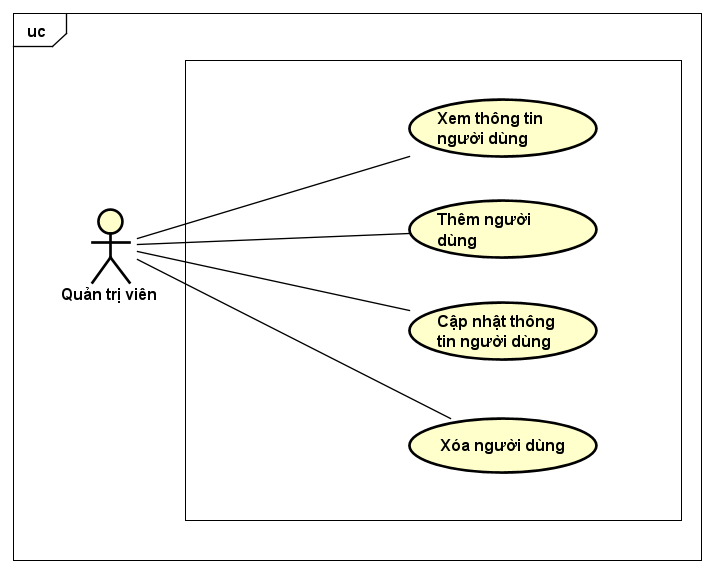 uc
Xem thông tin
người dùng
Thêm người
dùng
Quản trị viên
Cập nhật thông
tin người dùng
Xóa người dùng